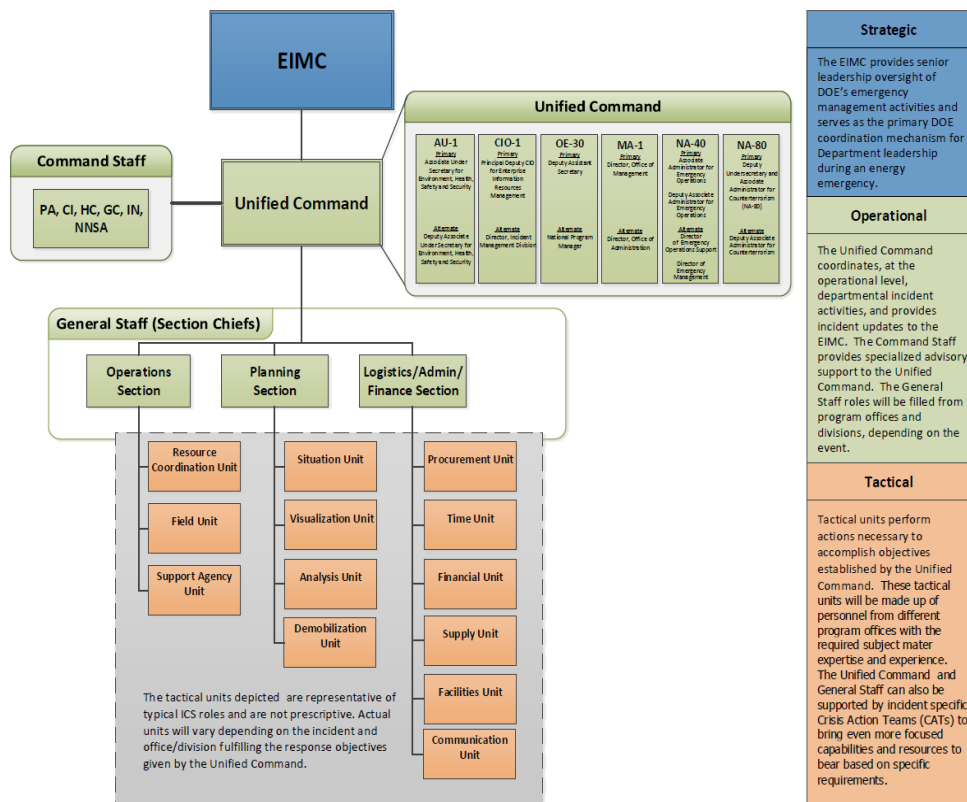 EIMC
Command Staff
PA, CI, HC, GC, IN,
NNSA
Unified Command
Unified Command
AU-1
Primary
Associate Under
Secretary for
Environment, Health,
Safety and Security
Alternate
Deputy Associate
Under Secretary for
Environment, Health,
Safety and Security
CIO-1
Primary
Principal Deputy CIO
for Enterprise
Information
Resources
Management
Alternate
Director, Incident
Management Division
OE-30
Primary
Deputy Assistant
Secretary
Alternate
National Program
Manager
MA-1
Primary
Director, Office of
Management
Alternate
Director, Office of
Administration
NA-40
Primary
Associate
Administrator for
Emergency
Operations
Deputy Associate
Administrator for
Emergency
Operations
Alternate
Director
of Emergency
Operations Support
Director of
Emergency
Management
NA-80
Primary
Deputy
Undersecretary and
Associate
Administrator for
Counterterrorism
(NA-80)
Alternate
Deputy Associate
Administrator for
Counterterrorism
General Staff (Section Chiefs)
Operations
Section
Planning
Section
Logistics/Admin/
Finance Section
Resource
Coordination Unit
Field Unit
Support Agency
Unit
Situation Unit
Visualization Unit
Analysis Unit
Demobilization
Unit
Procurement Unit
Time Unit
Financial Unit
Supply Unit
Facilities Unit
Communication
Unit
The tactical units depicted are representative of
typical ICS roles and are not prescriptive. Actual
units will vary depending on the incident and
office/division fulfilling the response objectives
given by the Unified Command.
Strategic
The EIMC provides senior
leadership oversight of
DOE's emergency
management activities and
serves as the primary DOE
coordination mechanism for
Department leadership
during an energy
emergency.
Operational
The Unified Command
coordinates, at the
operational level,
departmental incident
activities, and provides
incident updates to the
EIMC. The Command Staff
provides specialized advisory
support to the Unified
Command. The General
Staff roles will be filled from
program offices and
divisions, depending on the
event.
Tactical
Tactical units perform
actions necessary to
accomplish objectives
established by the Unified
Command. These tactical
units will be made up of
personnel from different
program offices with the
required subject mater
expertise and experience.
The Unified Command and
General Staff can also be
supported by incident specific
Crisis Action Teams (CATs) to
bring even more focused
capabilities and resources to
bear based on specific
requirements.